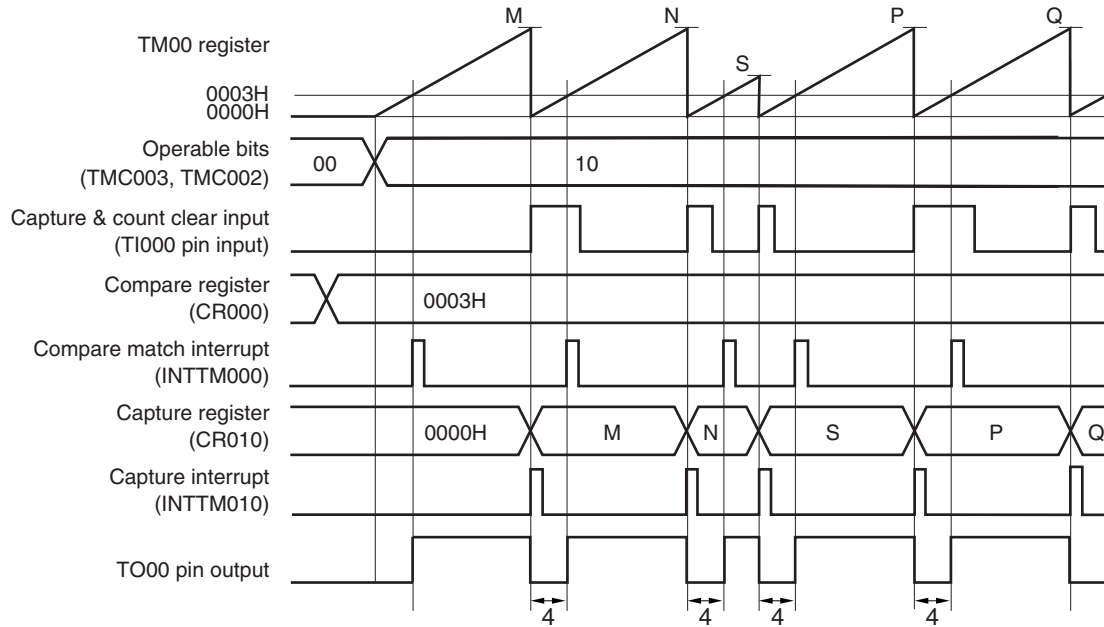 M N P Q
TM00 register
S
0003H
0000H
Operable bits
(TMC003, TMC002)
00 10
Capture & count clear input
(TI000 pin input)
Compare register
(CR000)
0003H
Compare match interrupt
(INTTM000)
Capture register
(CR010)
0000H M N S P Q
Capture interrupt
(INTTM010)
TO00 pin output
4 4 4 4